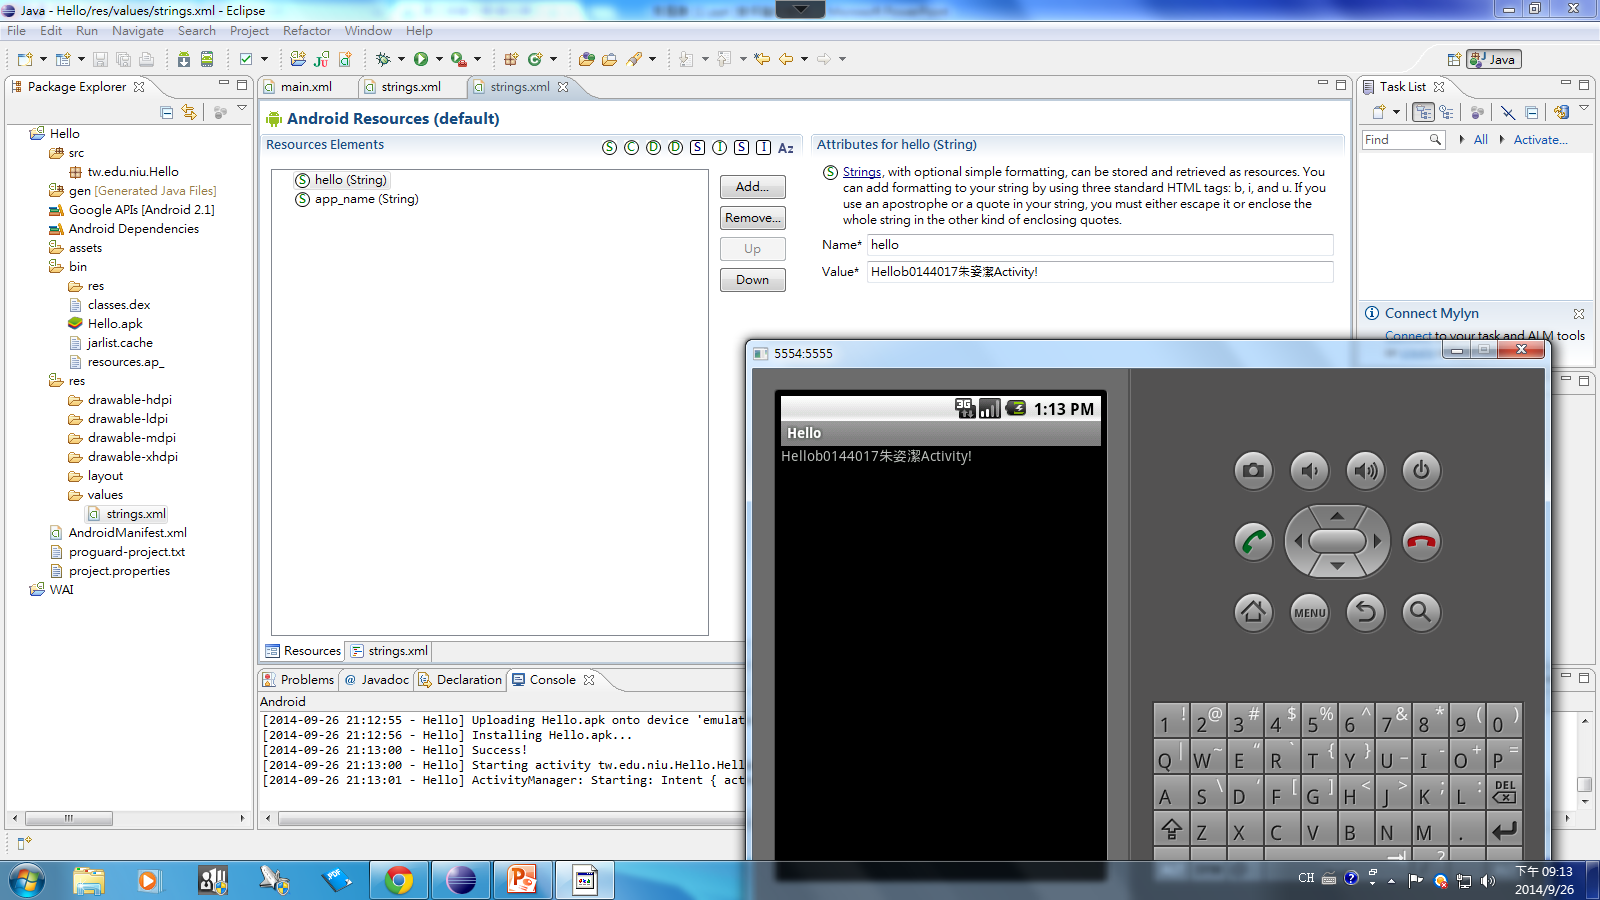 Java - Hello/res/values/strings.xml - Eclipse
File Edit Run Navigate Search Project Refactor Window Help
Java
Package Explorer
Hello
src
tw.edu.niu.Hello
gen [Generated Java Files]
Google APIs [Android 2.1]
Android Dependencies
assets
bin
res
classes.dex
Hello.apk
jarlist.cache
resources.ap_
res
drawable-hdpi
drawable-ldpi
drawable-mdpi
drawable-xhdpi
layout
values
strings.xml
AndroidManifest.xml
proguard-project.txt
project.properties
WAI
main.xml strings.xml strings.xml
Android Resources (default)
Resources Elements
S C D D S I S I Az
S hello (String)
S app_name (String)
Add...
Remove...
Up
Down
Attributes for hello (String)
S Strings, with optional simple formatting, can be stored and retrieved as resources. You
can add formatting to your string by using three standard HTML tags: b, i, and u. If you
use an apostrophe or a quote in your string, you must either escape it or enclose the
whole string in the other kind of enclosing quotes.
Name* hello
Value* Hellob0144017朱姿潔Activity!
Resources strings.xml
Problems @ Javadoc Declaration Console
Android
[2014-09-26 21:12:55 - Hello] Uploading Hello.apk onto device 'emulat
[2014-09-26 21:12:56 - Hello] Installing Hello.apk...
[2014-09-26 21:13:00 - Hello] Success!
[2014-09-26 21:13:00 - Hello] Starting activity tw.edu.niu.Hello.Hell
[2014-09-26 21:13:01 - Hello] ActivityManager: Starting: Intent { act
Task List
Find All Activate...
Connect Mylyn
Connect to your task and ALM tools
5554:5555
3G 1:13 PM
Hello
Hellob0144017朱姿潔Activity!
MENU
1 ! 2 @ 3 # 4 $ 5 % 6 ^ 7 & 8 * 9 ( 0 )
Q | W ~ E “ R ` T { Y } U _ I - O + P =
A S \ D ' F [ G ] H < J > K ; L : DEL
Z X C V B N M .
PDF
CH
下午 09:13
2014/9/26